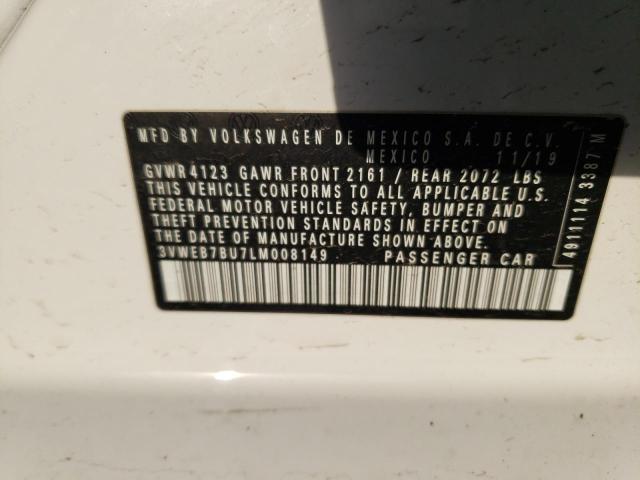 MFD BY VOLKSWAGEN DE MEXICO S.A. DE C.V.
MEXICO 11/19
GVWR 4123 GAWR FRONT 2161 / REAR 2072 LBS
THIS VEHICLE CONFORMS TO ALL APPLICABLE U.S.
FEDERAL MOTOR VEHICLE SAFETY, BUMPER AND
THEFT PREVENTION STANDARDS IN EFFECT ON
THE DATE OF MANUFACTURE SHOWN ABOVE.
3VWEB7BU7LM008149 PASSENGER CAR
4911114 3387 M